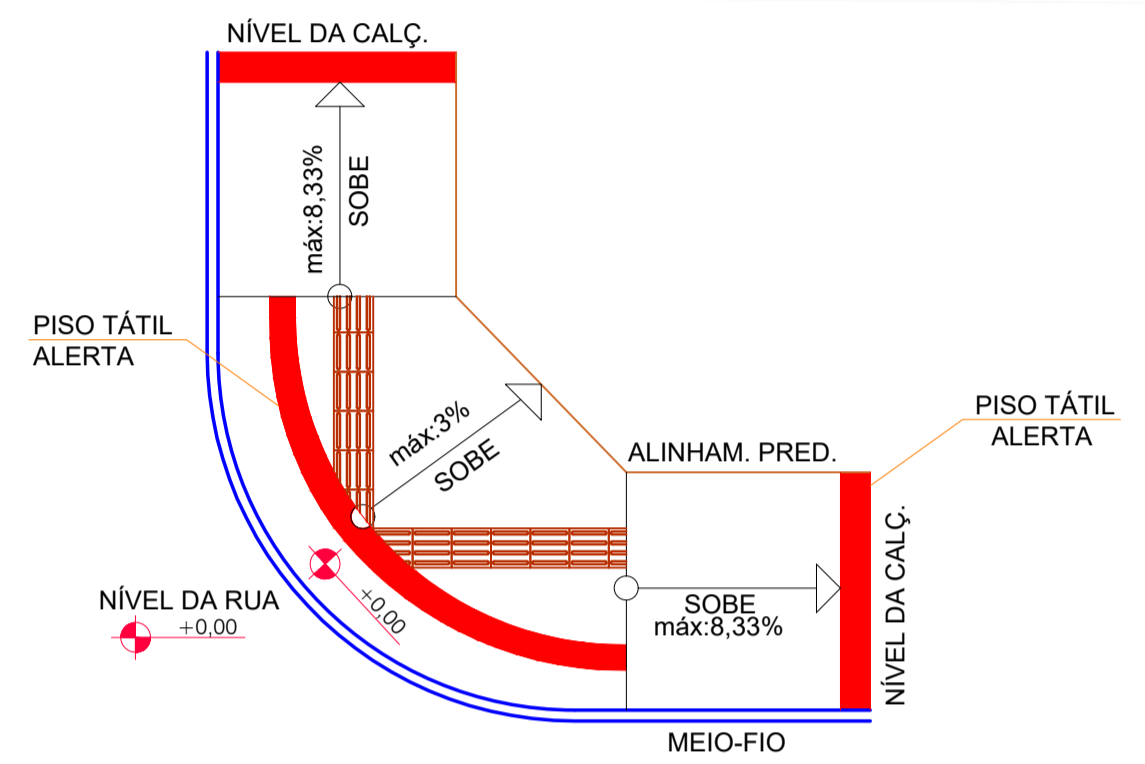 NÍVEL DA CALÇ.
máx:8,33%
SOBE
PISO TÁTIL
ALERTA
máx:3%
SOBE
PISO TÁTIL
ALERTA
ALINHAM. PRED.
NÍVEL DA CALÇ.
SOBE
máx:8,33%
NÍVEL DA RUA
+0,00
+0,00
MEIO-FIO